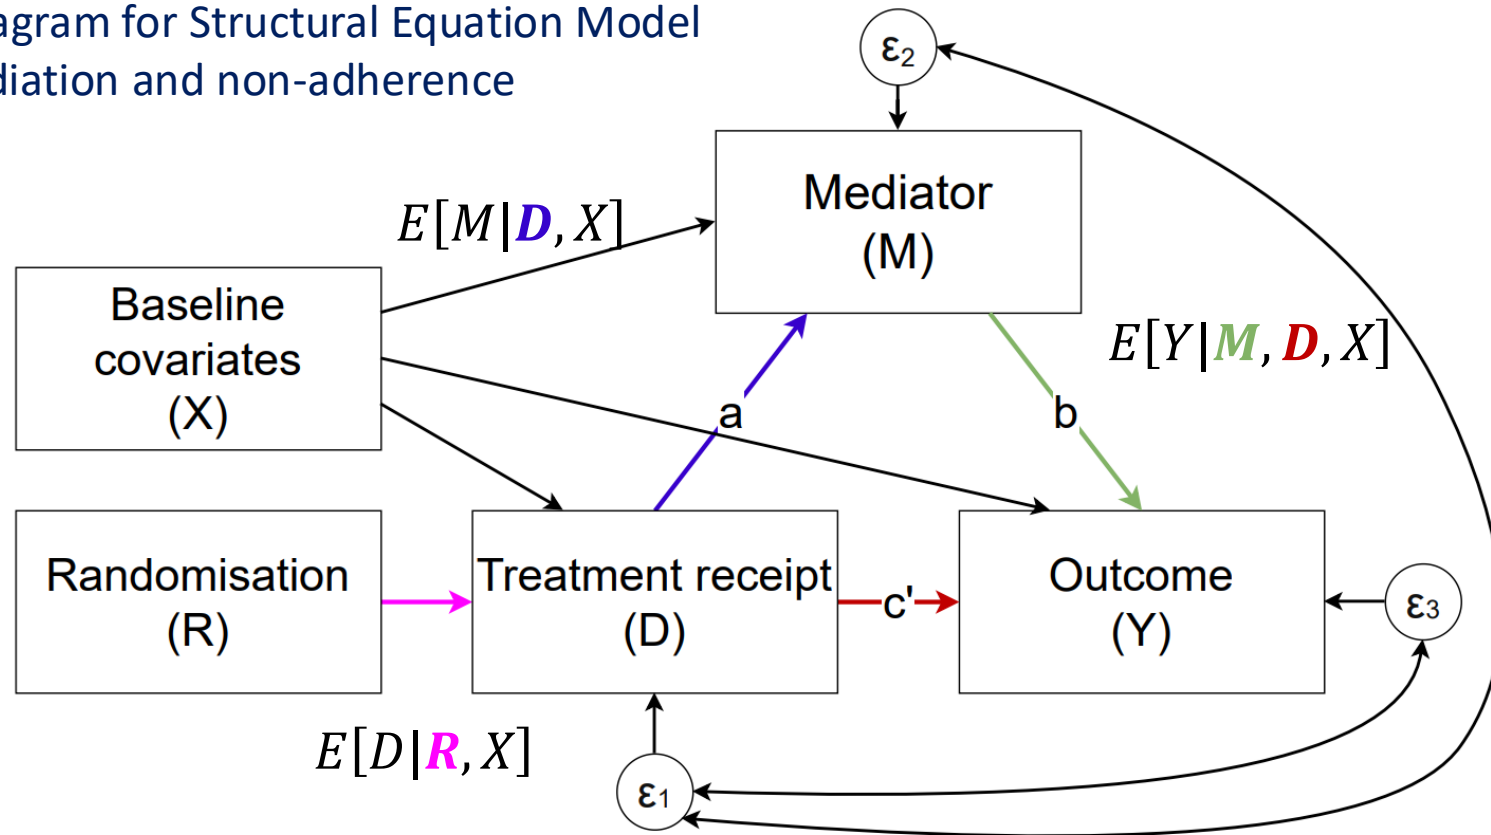 agram for Structural Equation Model
diation and non-adherence
ε2
Mediator
(M)
E[M|D, X]
Baseline
covariates
(X)
E[Y|M, D, X]
a
b
Randomisation
(R)
Treatment receipt
(D)
c'
Outcome
(Y)
ε3
E[D|R, X]
ε1